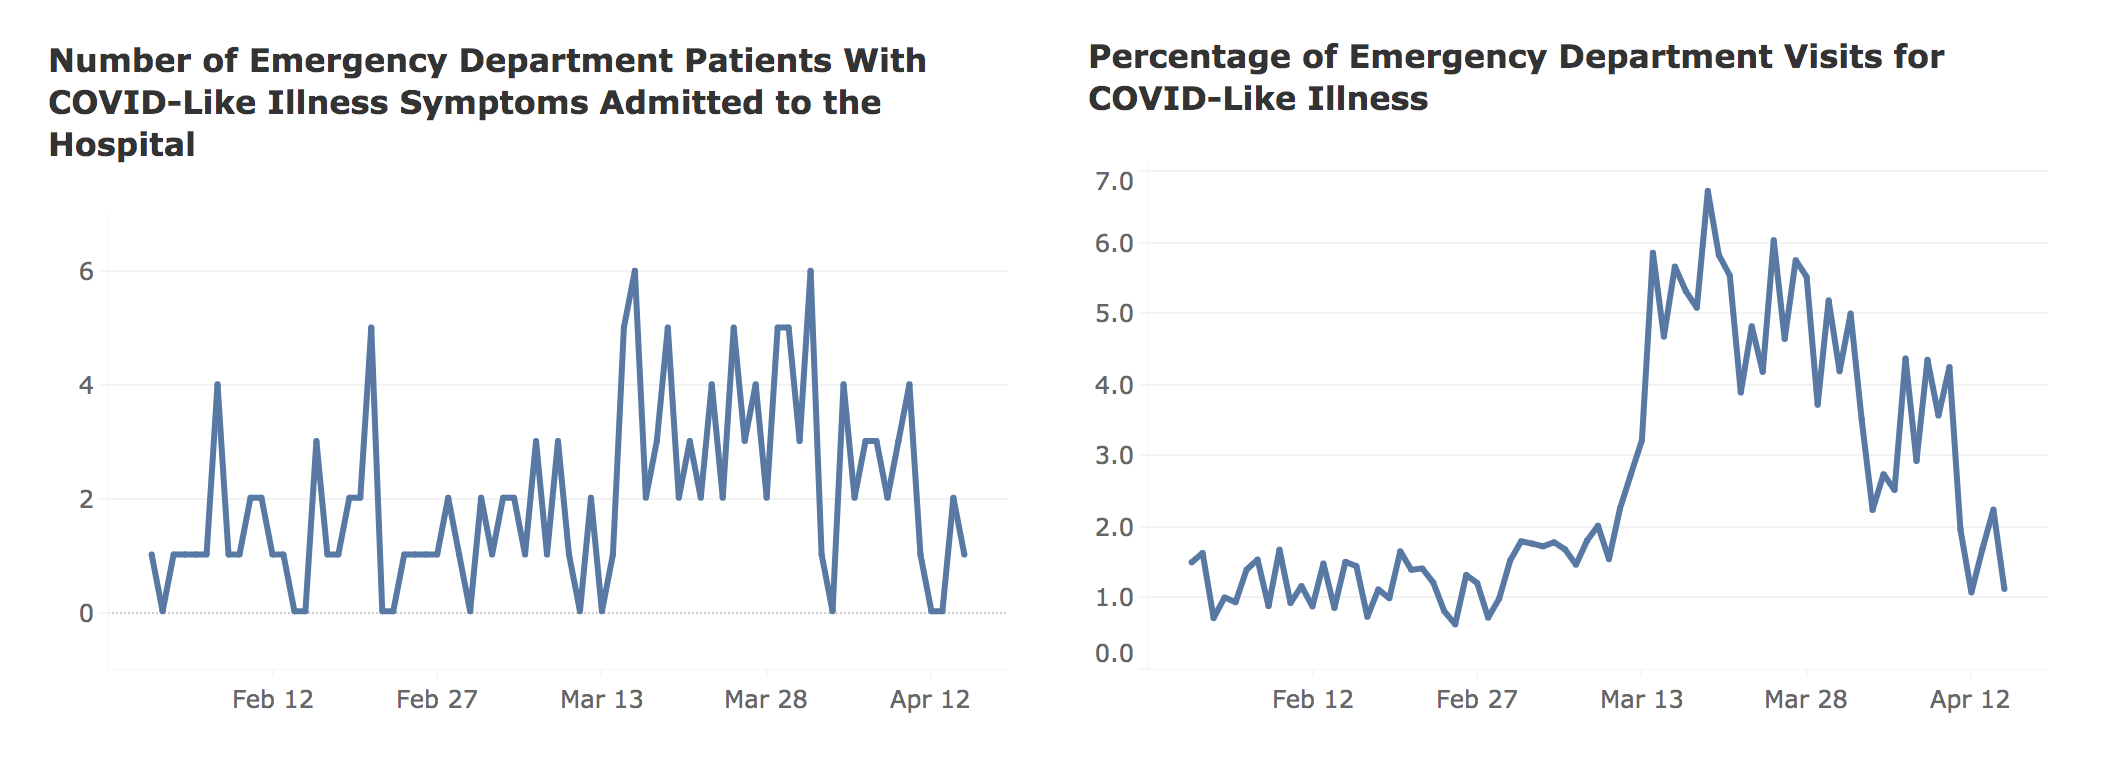 Number of Emergency Department Patients With
COVID-Like Illness Symptoms Admitted to the
Hospital
6
4
2
0
Feb 12
Feb 27
Mar 13
Mar 28
Apr 12
Percentage of Emergency Department Visits for
COVID-Like Illness
7.0
6.0
5.0
4.0
3.0
2.0
1.0
0.0
Feb 12
Feb 27
Mar 13
Mar 28
Apr 12